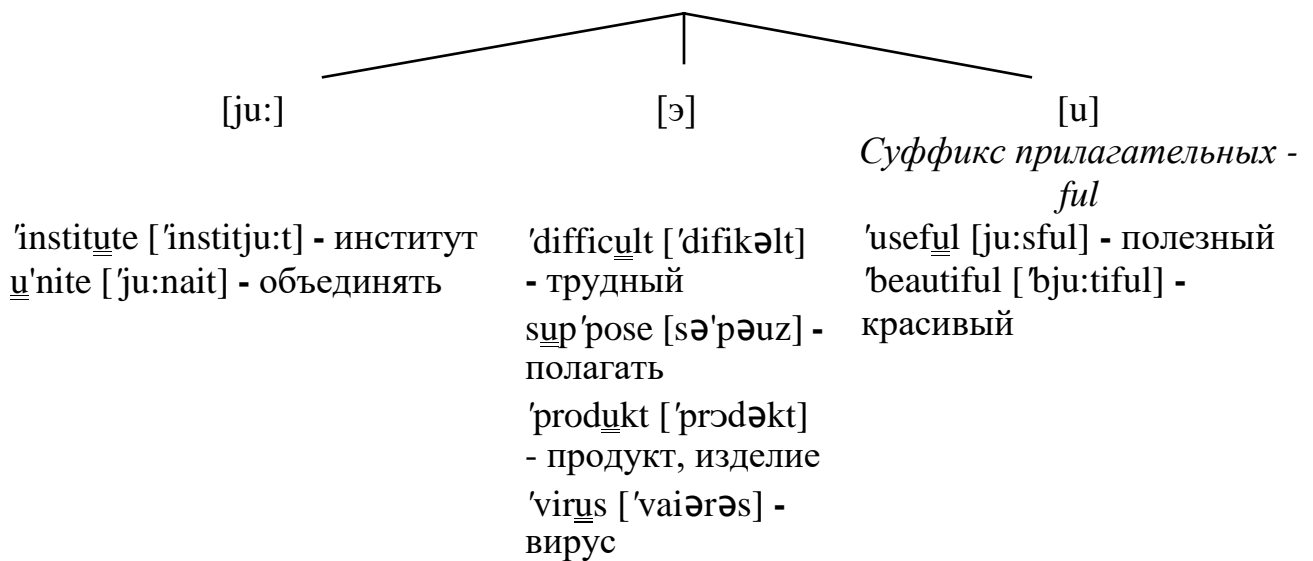 [ju:]
[э]
[u]
Суффикс прилагательных -
ful
'institute ['institju:t] - институт
u'nite ['ju:nait] - объединять
'difficult ['difikəlt]
- трудный
sup'pose [sə'pəuz] -
полагать
'produkt ['prɔdəkt]
- продукт, изделие
'virus ['vaiərəs] -
вирус
'useful [ju:sful] - полезный
'beautiful ['bju:tiful] -
красивый